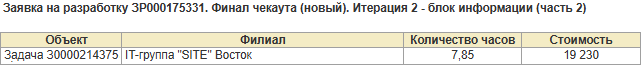 Заявка на разработку ЗР000175331. Финал чекаута (новый). Итерация 2 - блок информации (часть 2)
Объект Филиал Количество часов Стоимость
Задача З0000214375 IT-группа "SITE" Восток 7,85 19 230